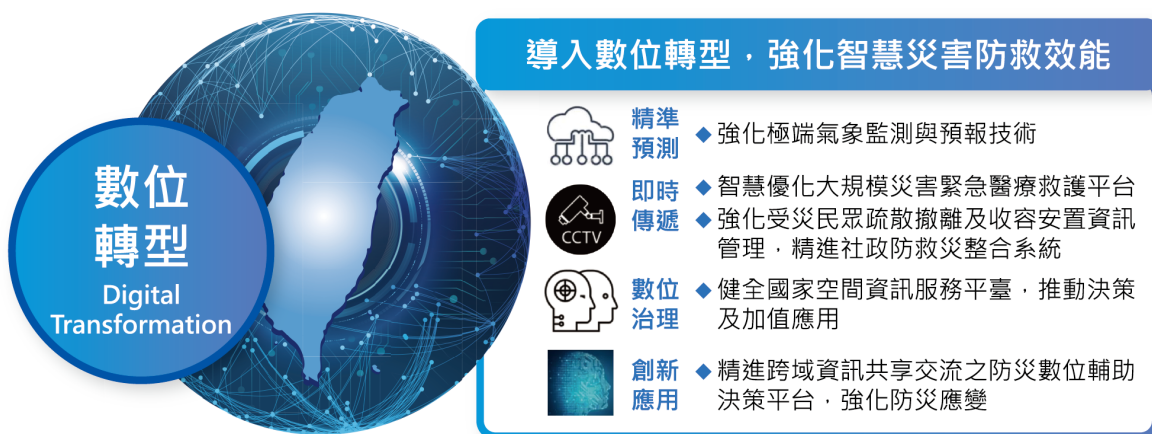 數位
轉型
Digital
Transformation
導入數位轉型，強化智慧災害防救效能
精準
預測
◆強化極端氣象監測與預報技術
CCTV
即時
傳遞
◆智慧優化大規模災害緊急醫療救護平台
◆強化受災民眾疏散撤離及收容安置資訊
管理，精進社政防救災整合系統
數位
治理
◆健全國家空間資訊服務平臺，推動決策
及加值應用
創新
應用
◆精進跨域資訊共享交流之防災數位輔助
決策平台，強化防災應變